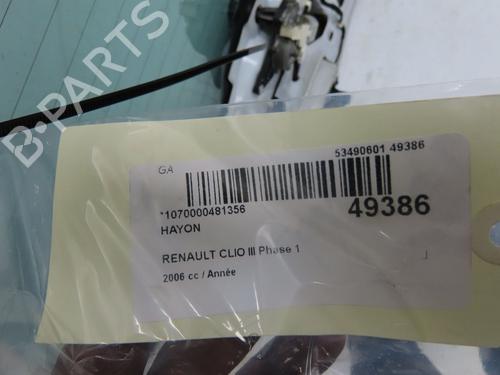 B-PARTS
GA
53490601 49386
*1070000481356
49386
HAYON
RENAULT CLIO III Phase 1
2006 cc / Année